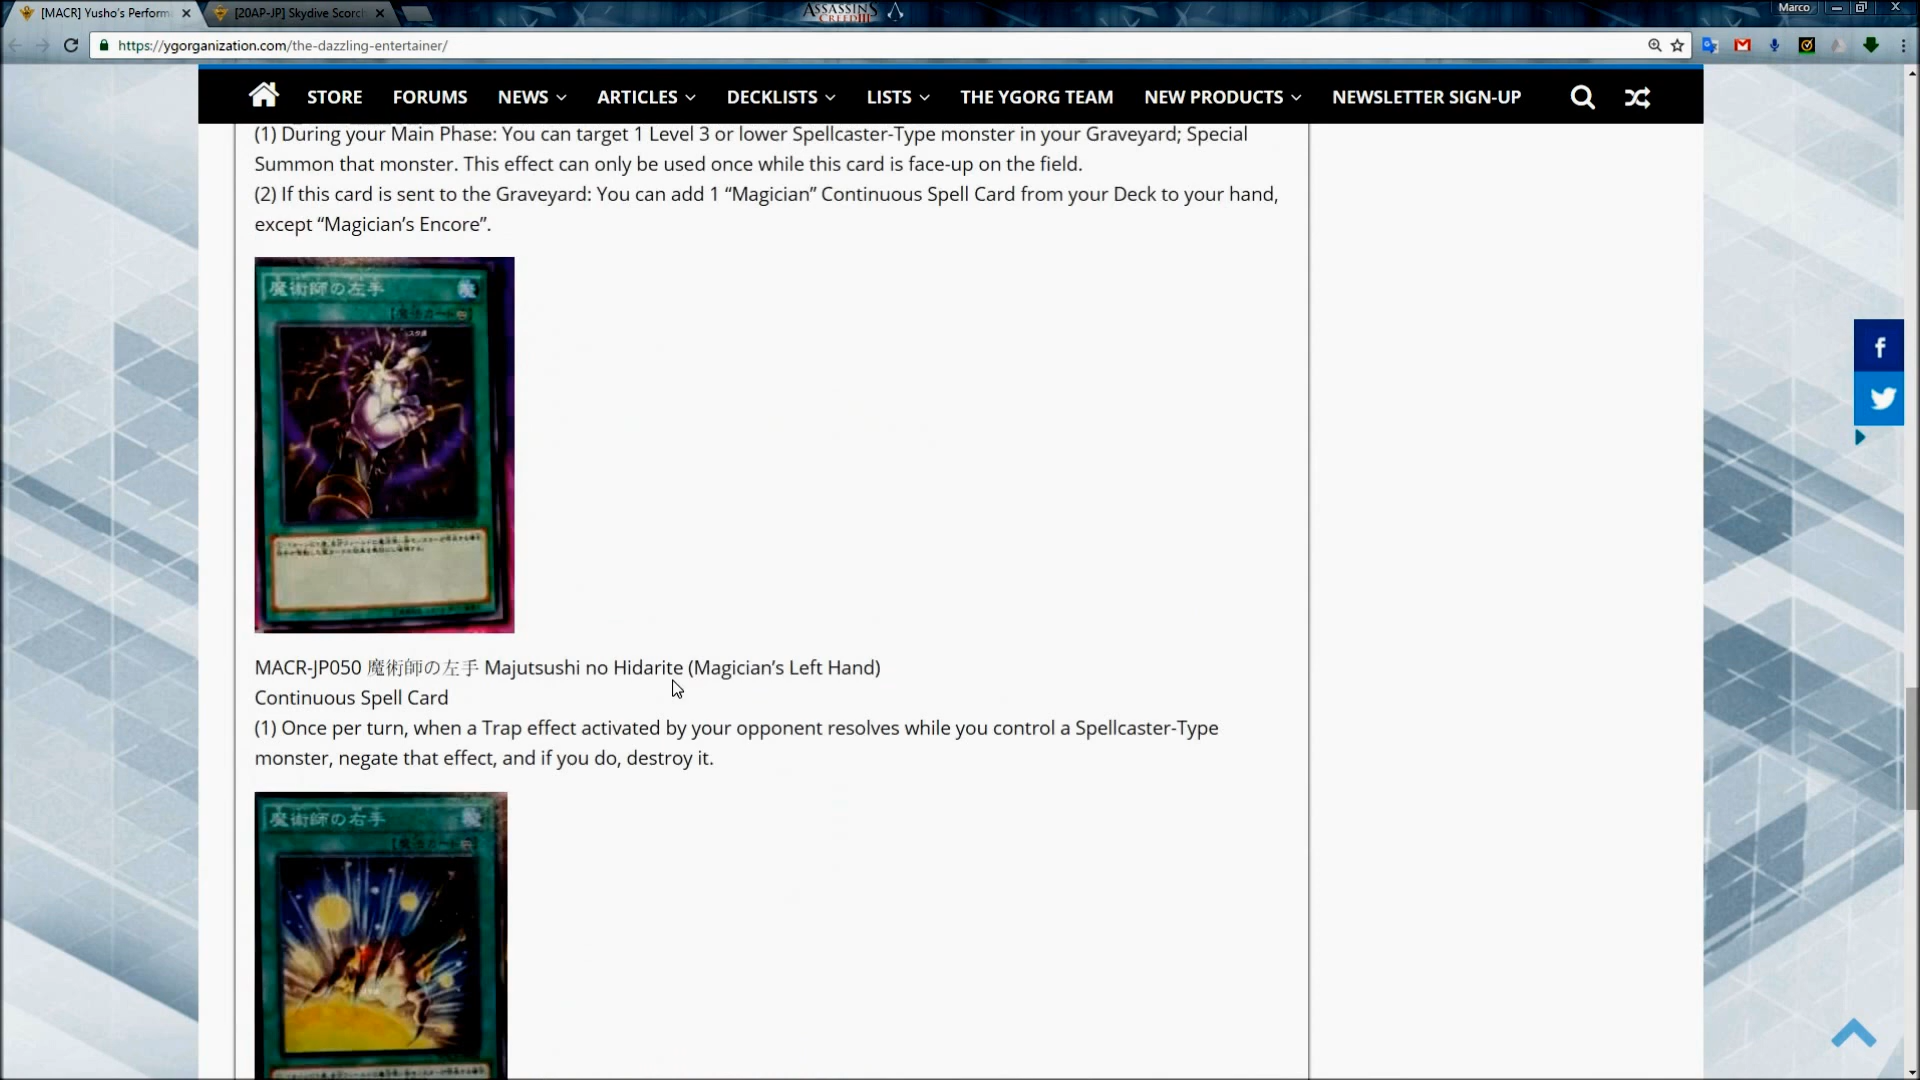 [MACR] Yusho's Perform
[20AP-JP] Skydive Scorch
ASSASSIN'S CREED III
Marco
https://ygorganization.com/the-dazzling-entertainer/
STORE FORUMS NEWS ARTICLES DECKLISTS LISTS THE YGORG TEAM NEW PRODUCTS NEWSLETTER SIGN-UP
(1) During your Main Phase: You can target 1 Level 3 or lower Spellcaster-Type monster in your Graveyard; Special
Summon that monster. This effect can only be used once while this card is face-up on the field.
(2) If this card is sent to the Graveyard: You can add 1 “Magician” Continuous Spell Card from your Deck to your hand,
except “Magician’s Encore”.
魔術師の左手
MACR-JP050 魔術師の左手 Majutsushi no Hidarite (Magician’s Left Hand)
Continuous Spell Card
(1) Once per turn, when a Trap effect activated by your opponent resolves while you control a Spellcaster-Type
monster, negate that effect, and if you do, destroy it.
魔術師の右手